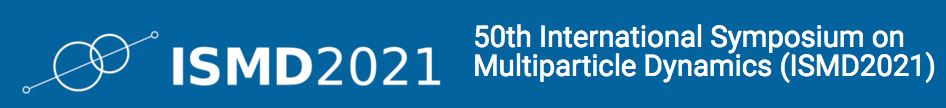 ISMD2021
50th International Symposium on
Multiparticle Dynamics (ISMD2021)